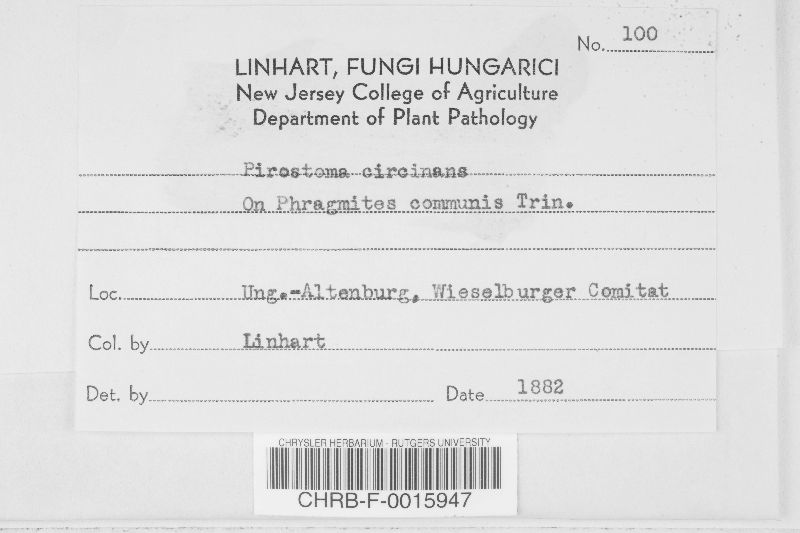 No. 100
LINHART, FUNGI HUNGARICI
New Jersey College of Agriculture
Department of Plant Pathology
Pirostoma circinans
On Phragmites communis Trin.
Loc. Ung.-Altenburg, Wieselburger Comitat
Col. by Linhart
Det. by Date 1882
CHRYSLER HERBARIUM - RUTGERS UNIVERSITY
CHRB-F-0015947